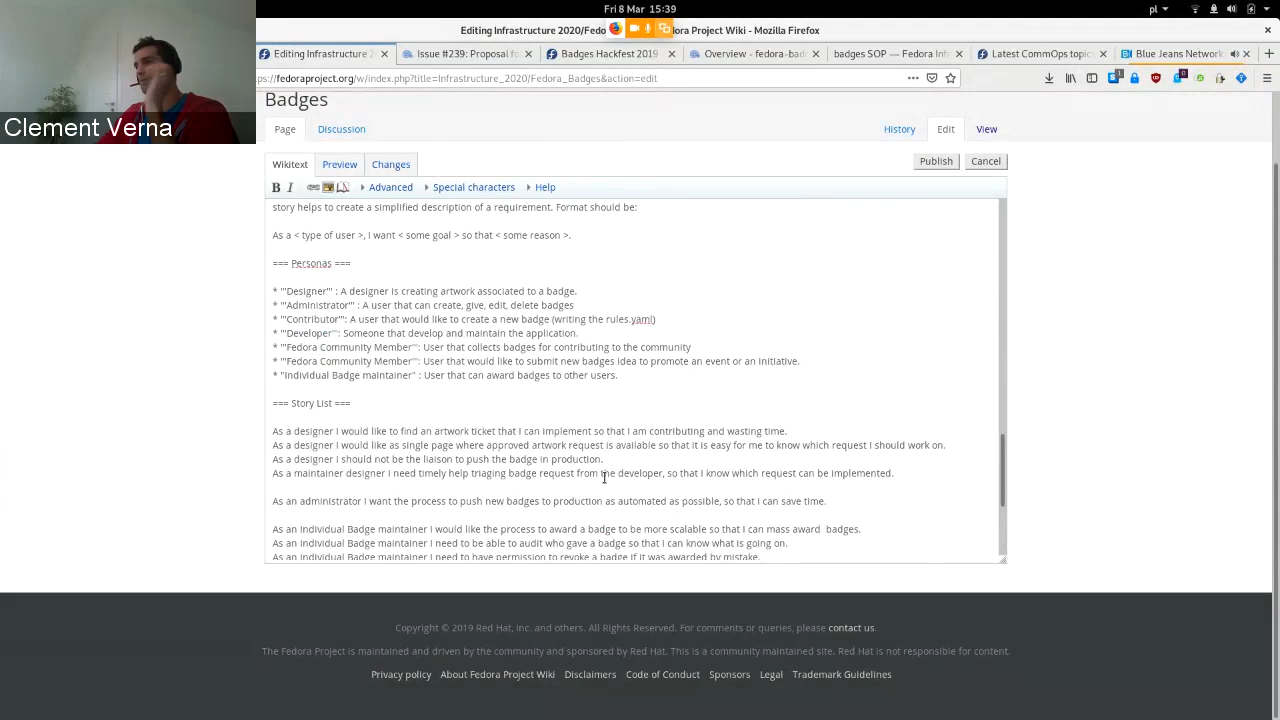 Fri 8 Mar 15:39
pl
Editing Infrastructure 2020/Fedo
ora Project Wiki - Mozilla Firefox
Editing Infrastructure 2
Issue #239: Proposal fo
Badges Hackfest 2019
Overview - fedora-bad
badges SOP — Fedora Inf
Latest CommOps topic
Blue Jeans Network
ps://fedoraproject.org/w/index.php?title=Infrastructure_2020/Fedora_Badges&action=edit
Clement Verna
Badges
Page
Discussion
History
Edit
View
Wikitext
Preview
Changes
Publish
Cancel
B I
Advanced
Special characters
Help
story helps to create a simplified description of a requirement. Format should be:
As a < type of user >, I want < some goal > so that < some reason >.
=== Personas ===
* '''Designer''' : A designer is creating artwork associated to a badge.
* '''Administrator''' : A user that can create, give, edit, delete badges
* '''Contributor''': A user that would like to create a new badge (writing the rules.yaml)
* '''Developer''': Someone that develop and maintain the application.
* '''Fedora Community Member''': User that collects badges for contributing to the community
* '''Fedora Community Member''': User that would like to submit new badges idea to promote an event or an initiative.
* "Individual Badge maintainer" : User that can award badges to other users.
=== Story List ===
As a designer I would like to find an artwork ticket that I can implement so that I am contributing and wasting time.
As a designer I would like as single page where approved artwork request is available so that it is easy for me to know which request I should work on.
As a designer I should not be the liaison to push the badge in production.
As a maintainer designer I need timely help triaging badge request from the developer, so that I know which request can be implemented.
As an administrator I want the process to push new badges to production as automated as possible, so that I can save time.
As an Individual Badge maintainer I would like the process to award a badge to be more scalable so that I can mass award  badges.
As an Individual Badge maintainer I need to be able to audit who gave a badge so that I can know what is going on.
As an Individual Badge maintainer I need to have permission to revoke a badge if it was awarded by mistake.
Copyright © 2019 Red Hat, Inc. and others. All Rights Reserved. For comments or queries, please contact us.
The Fedora Project is maintained and driven by the community and sponsored by Red Hat. This is a community maintained site. Red Hat is not responsible for content.
Privacy policy
About Fedora Project Wiki
Disclaimers
Code of Conduct
Sponsors
Legal
Trademark Guidelines